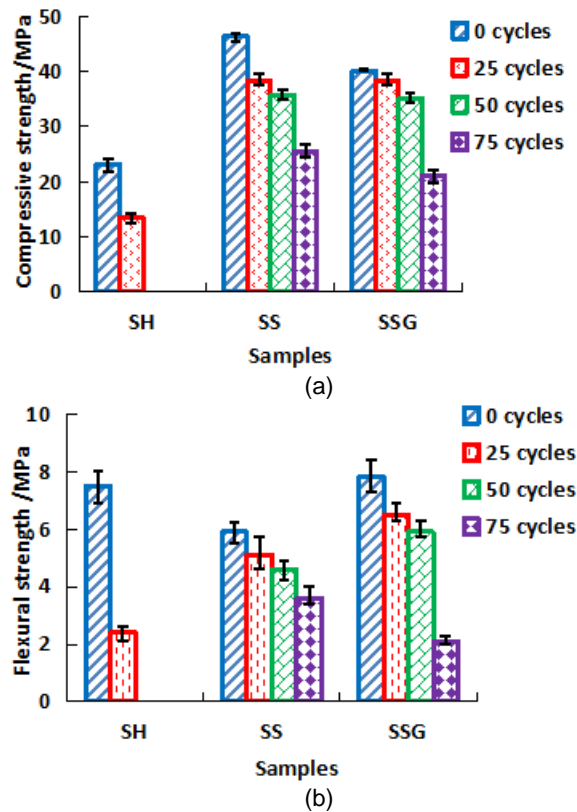 50
40
30
20
10
0
Compressive strength/MPa
0 cycles
25 cycles
50 cycles
75 cycles
SH SS SSG
Samples
(a)
10
8
6
4
2
0
Flexural strength /MPa
0 cycles
25 cycles
50 cycles
75 cycles
SH SS SSG
Samples
(b)